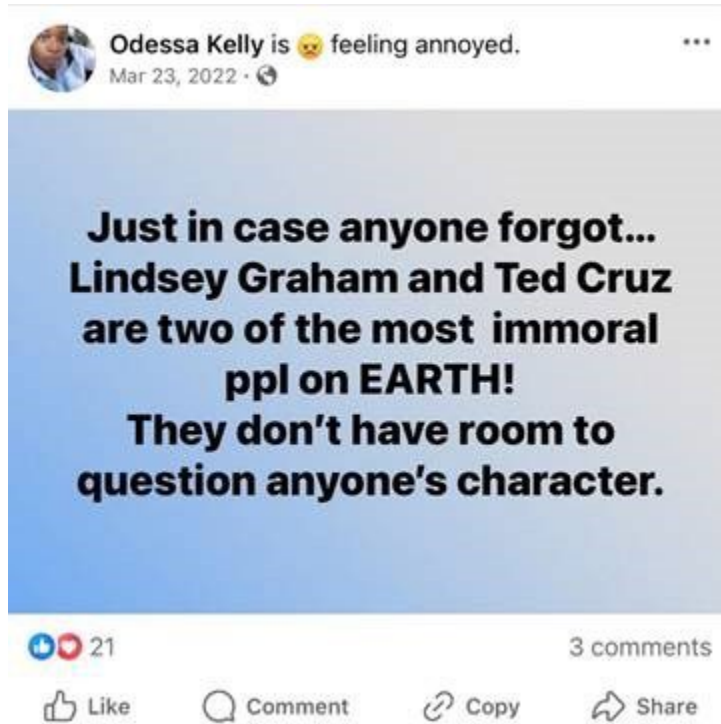 Odessa Kelly is 😠 feeling annoyed.
Mar 23, 2022 ·
Just in case anyone forgot...
Lindsey Graham and Ted Cruz
are two of the most immoral
ppl on EARTH!
They don't have room to
question anyone's character.
21
3 comments
Like
Comment
Copy
Share